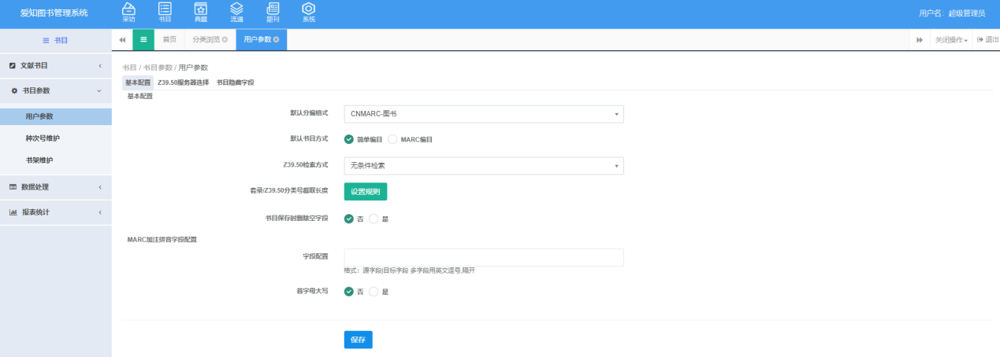 爱知图书管理系统
采访 书目 典藏 流通 期刊 系统
用户名: 超级管理员
书目
首页 分类浏览 用户参数 关闭操作 退出
文献书目
书目参数
用户参数
种次号维护
书架维护
数据处理
报表统计
书目 / 书目参数 / 用户参数
基本配置 Z39.50服务器选择 书目隐藏字段
基本配置
默认分编格式 CNMARC-图书
默认书目方式 简单编目 MARC编目
Z39.50检索方式 无条件检索
套录/Z39.50分类号截取长度 设置规则
书目保存时删除空字段 否 是
MARC加注拼音字段配置
字段配置
格式：源字段|目标字段 多字段用英文逗号,隔开
首字母大写 否 是
保存